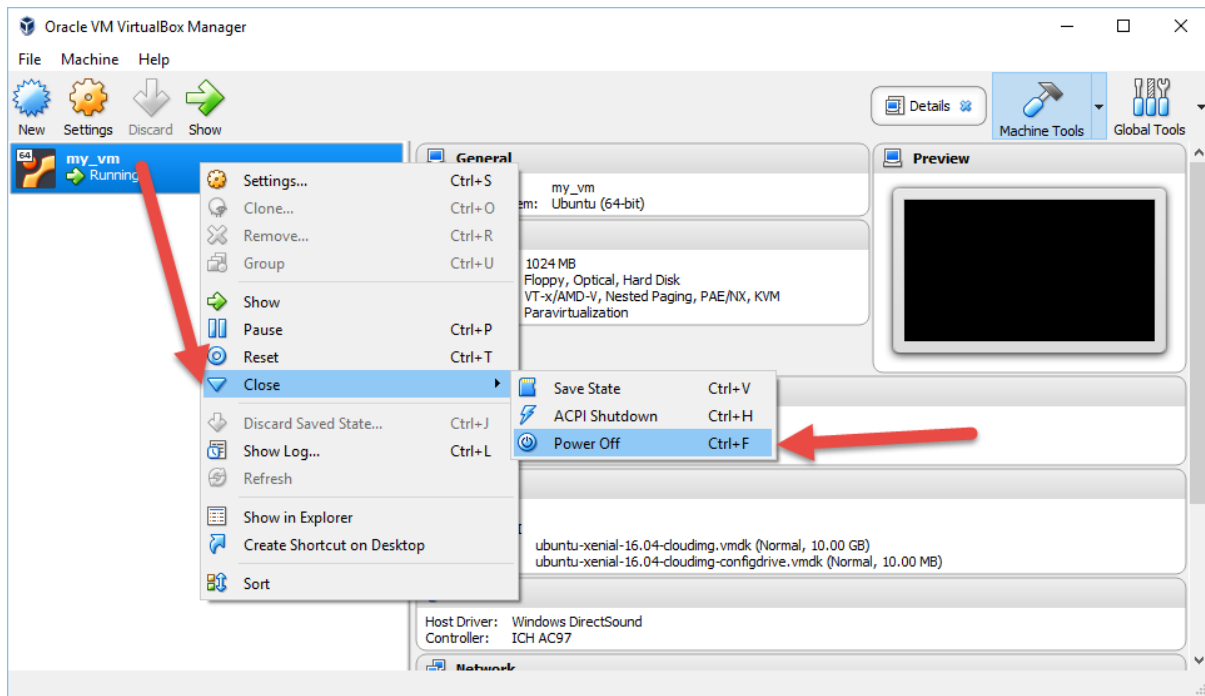 Oracle VM VirtualBox Manager
File Machine Help
New Settings Discard Show
Details
Machine Tools
Global Tools
64
my_vm
Running
Settings... Ctrl+S
Clone... Ctrl+O
Remove... Ctrl+R
Group Ctrl+U
Show
Pause Ctrl+P
Reset Ctrl+T
Close
Discard Saved State... Ctrl+J
Show Log... Ctrl+L
Refresh
Show in Explorer
Create Shortcut on Desktop
Sort
Save State Ctrl+V
ACPI Shutdown Ctrl+H
Power Off Ctrl+F
General
my_vm
Ubuntu (64-bit)
1024 MB
Floppy, Optical, Hard Disk
VT-x/AMD-V, Nested Paging, PAE/NX, KVM
Paravirtualization
Preview
ubuntu-xenial-16.04-cloudimg.vmdk (Normal, 10.00 GB)
ubuntu-xenial-16.04-cloudimg-configdrive.vmdk (Normal, 10.00 MB)
Host Driver: Windows DirectSound
Controller: ICH AC97
Network